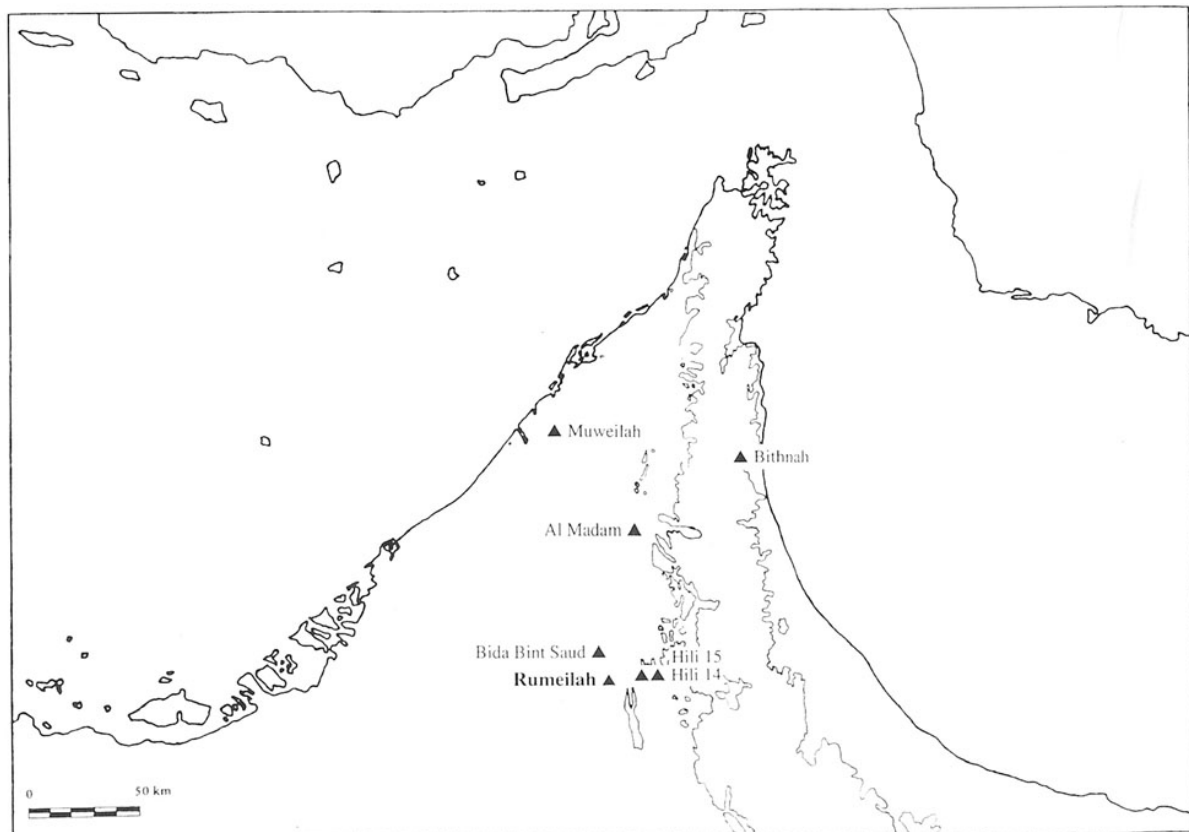 Muweilah
Bithnah
Al Madam
Bida Bint Saud
Hili 15
Rumeilah
Hili 14
0 50 km